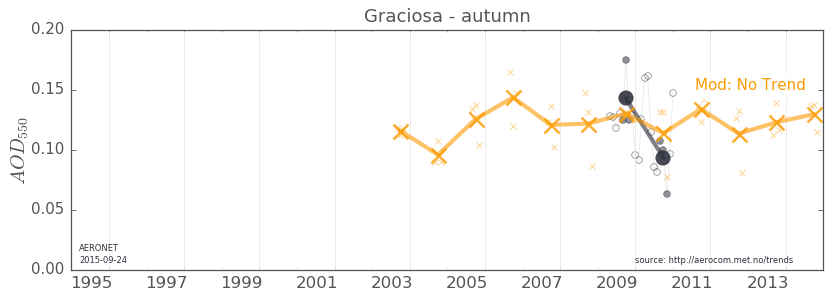 Graciosa - autumn
0.20
0.15
0.10
0.05
0.00
AOD550
Mod: No Trend
AERONET
2015-09-24
source: http://aerocom.met.no/trends
1995 1997 1999 2001 2003 2005 2007 2009 2011 2013